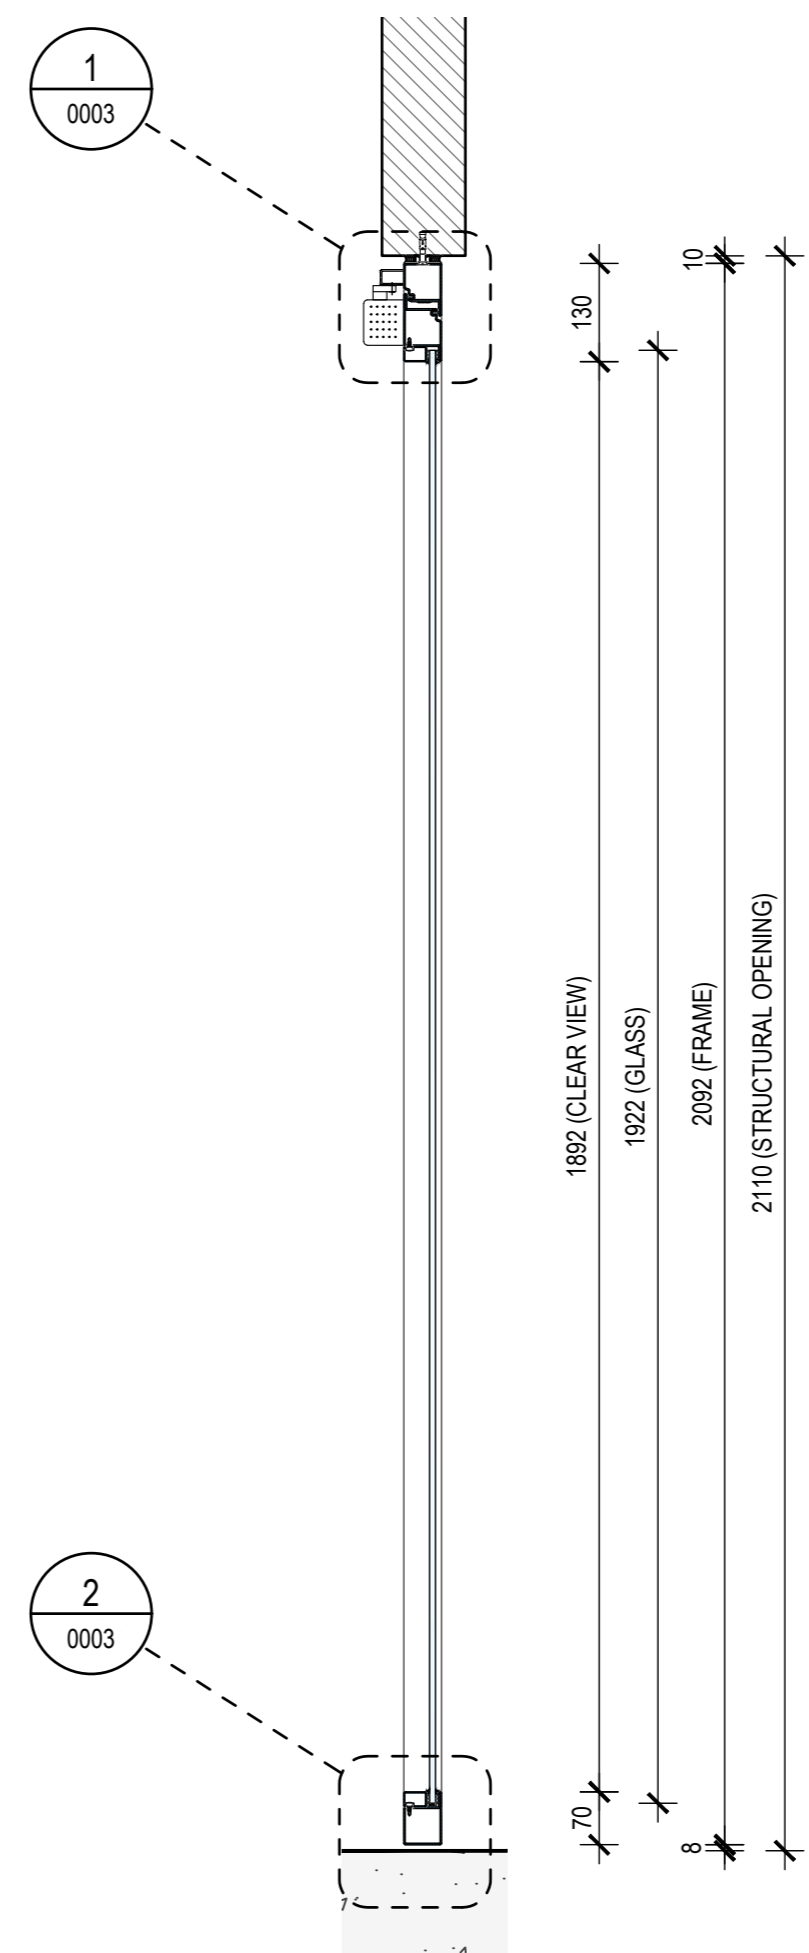 1
0003
10
130
1892 (CLEAR VIEW)
1922 (GLASS)
2092 (FRAME)
2110 (STRUCTURAL OPENING)
2
0003
70
8